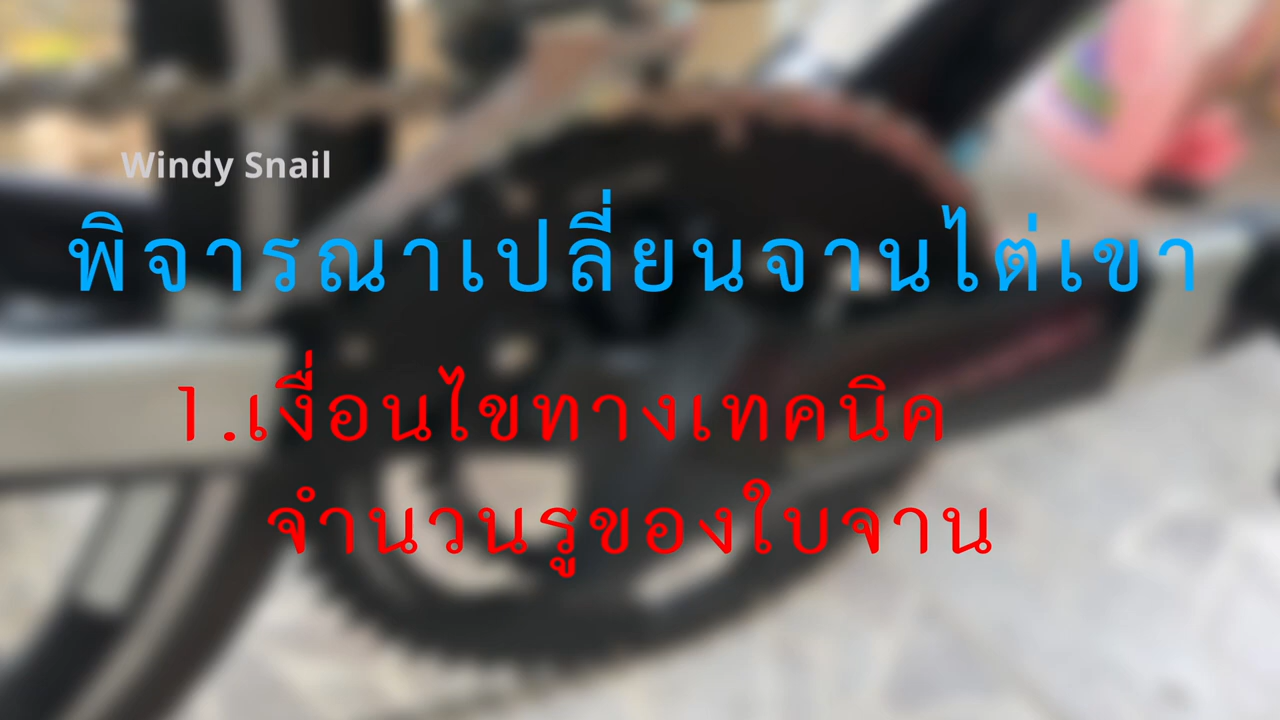 Windy Snail
พิจารณาเปลี่ยนจานไต่เขา
1.เงื่อนไขทางเทคนิค
จำนวนรูของใบจาน